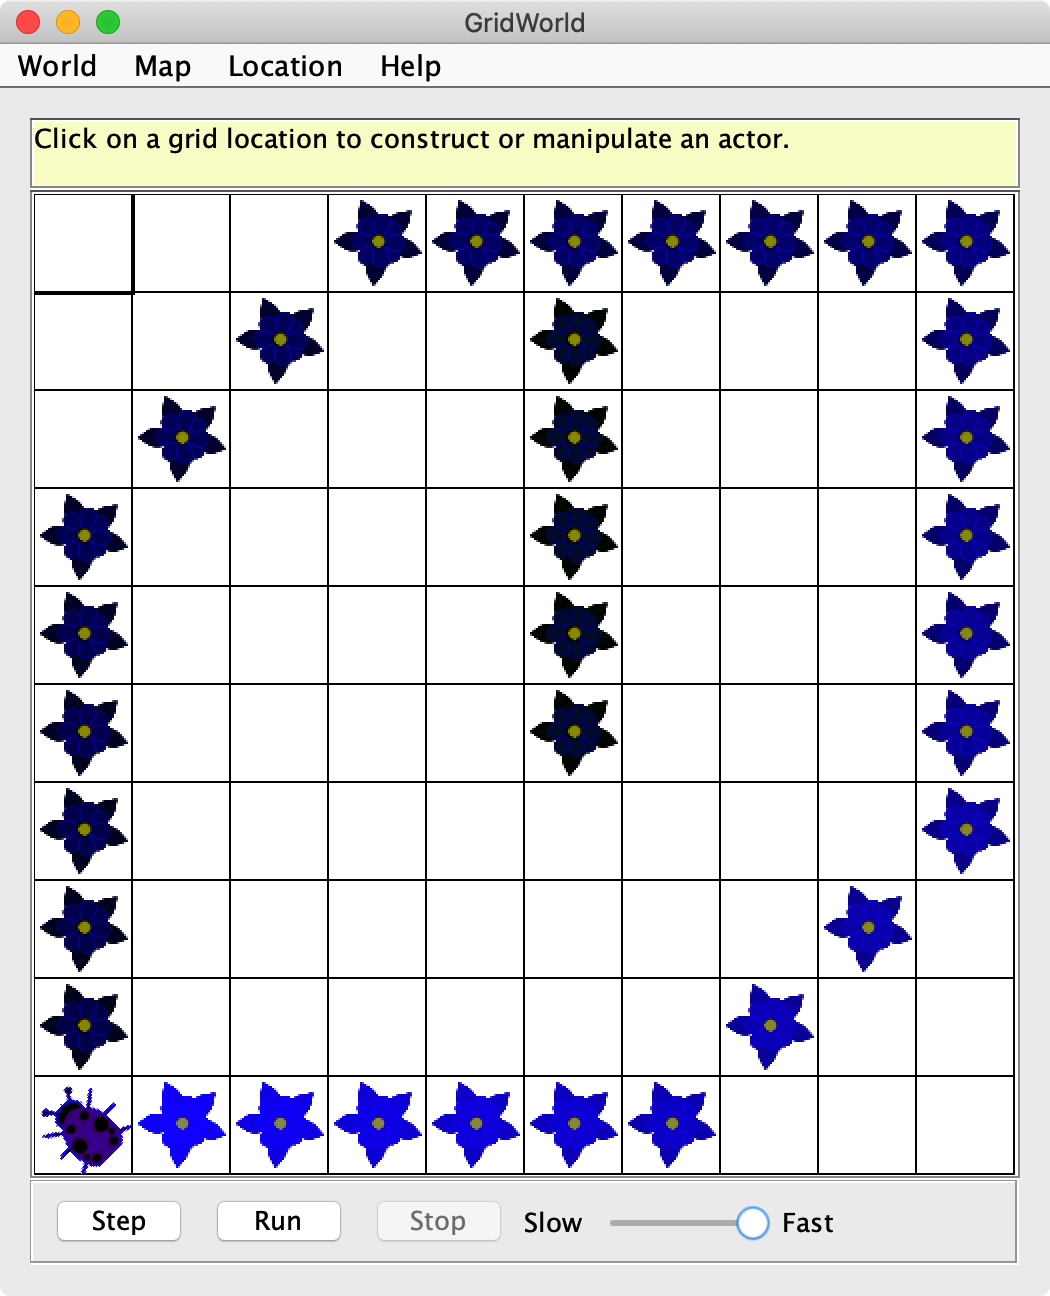 GridWorld
World Map Location Help
Click on a grid location to construct or manipulate an actor.
Step Run Stop Slow Fast